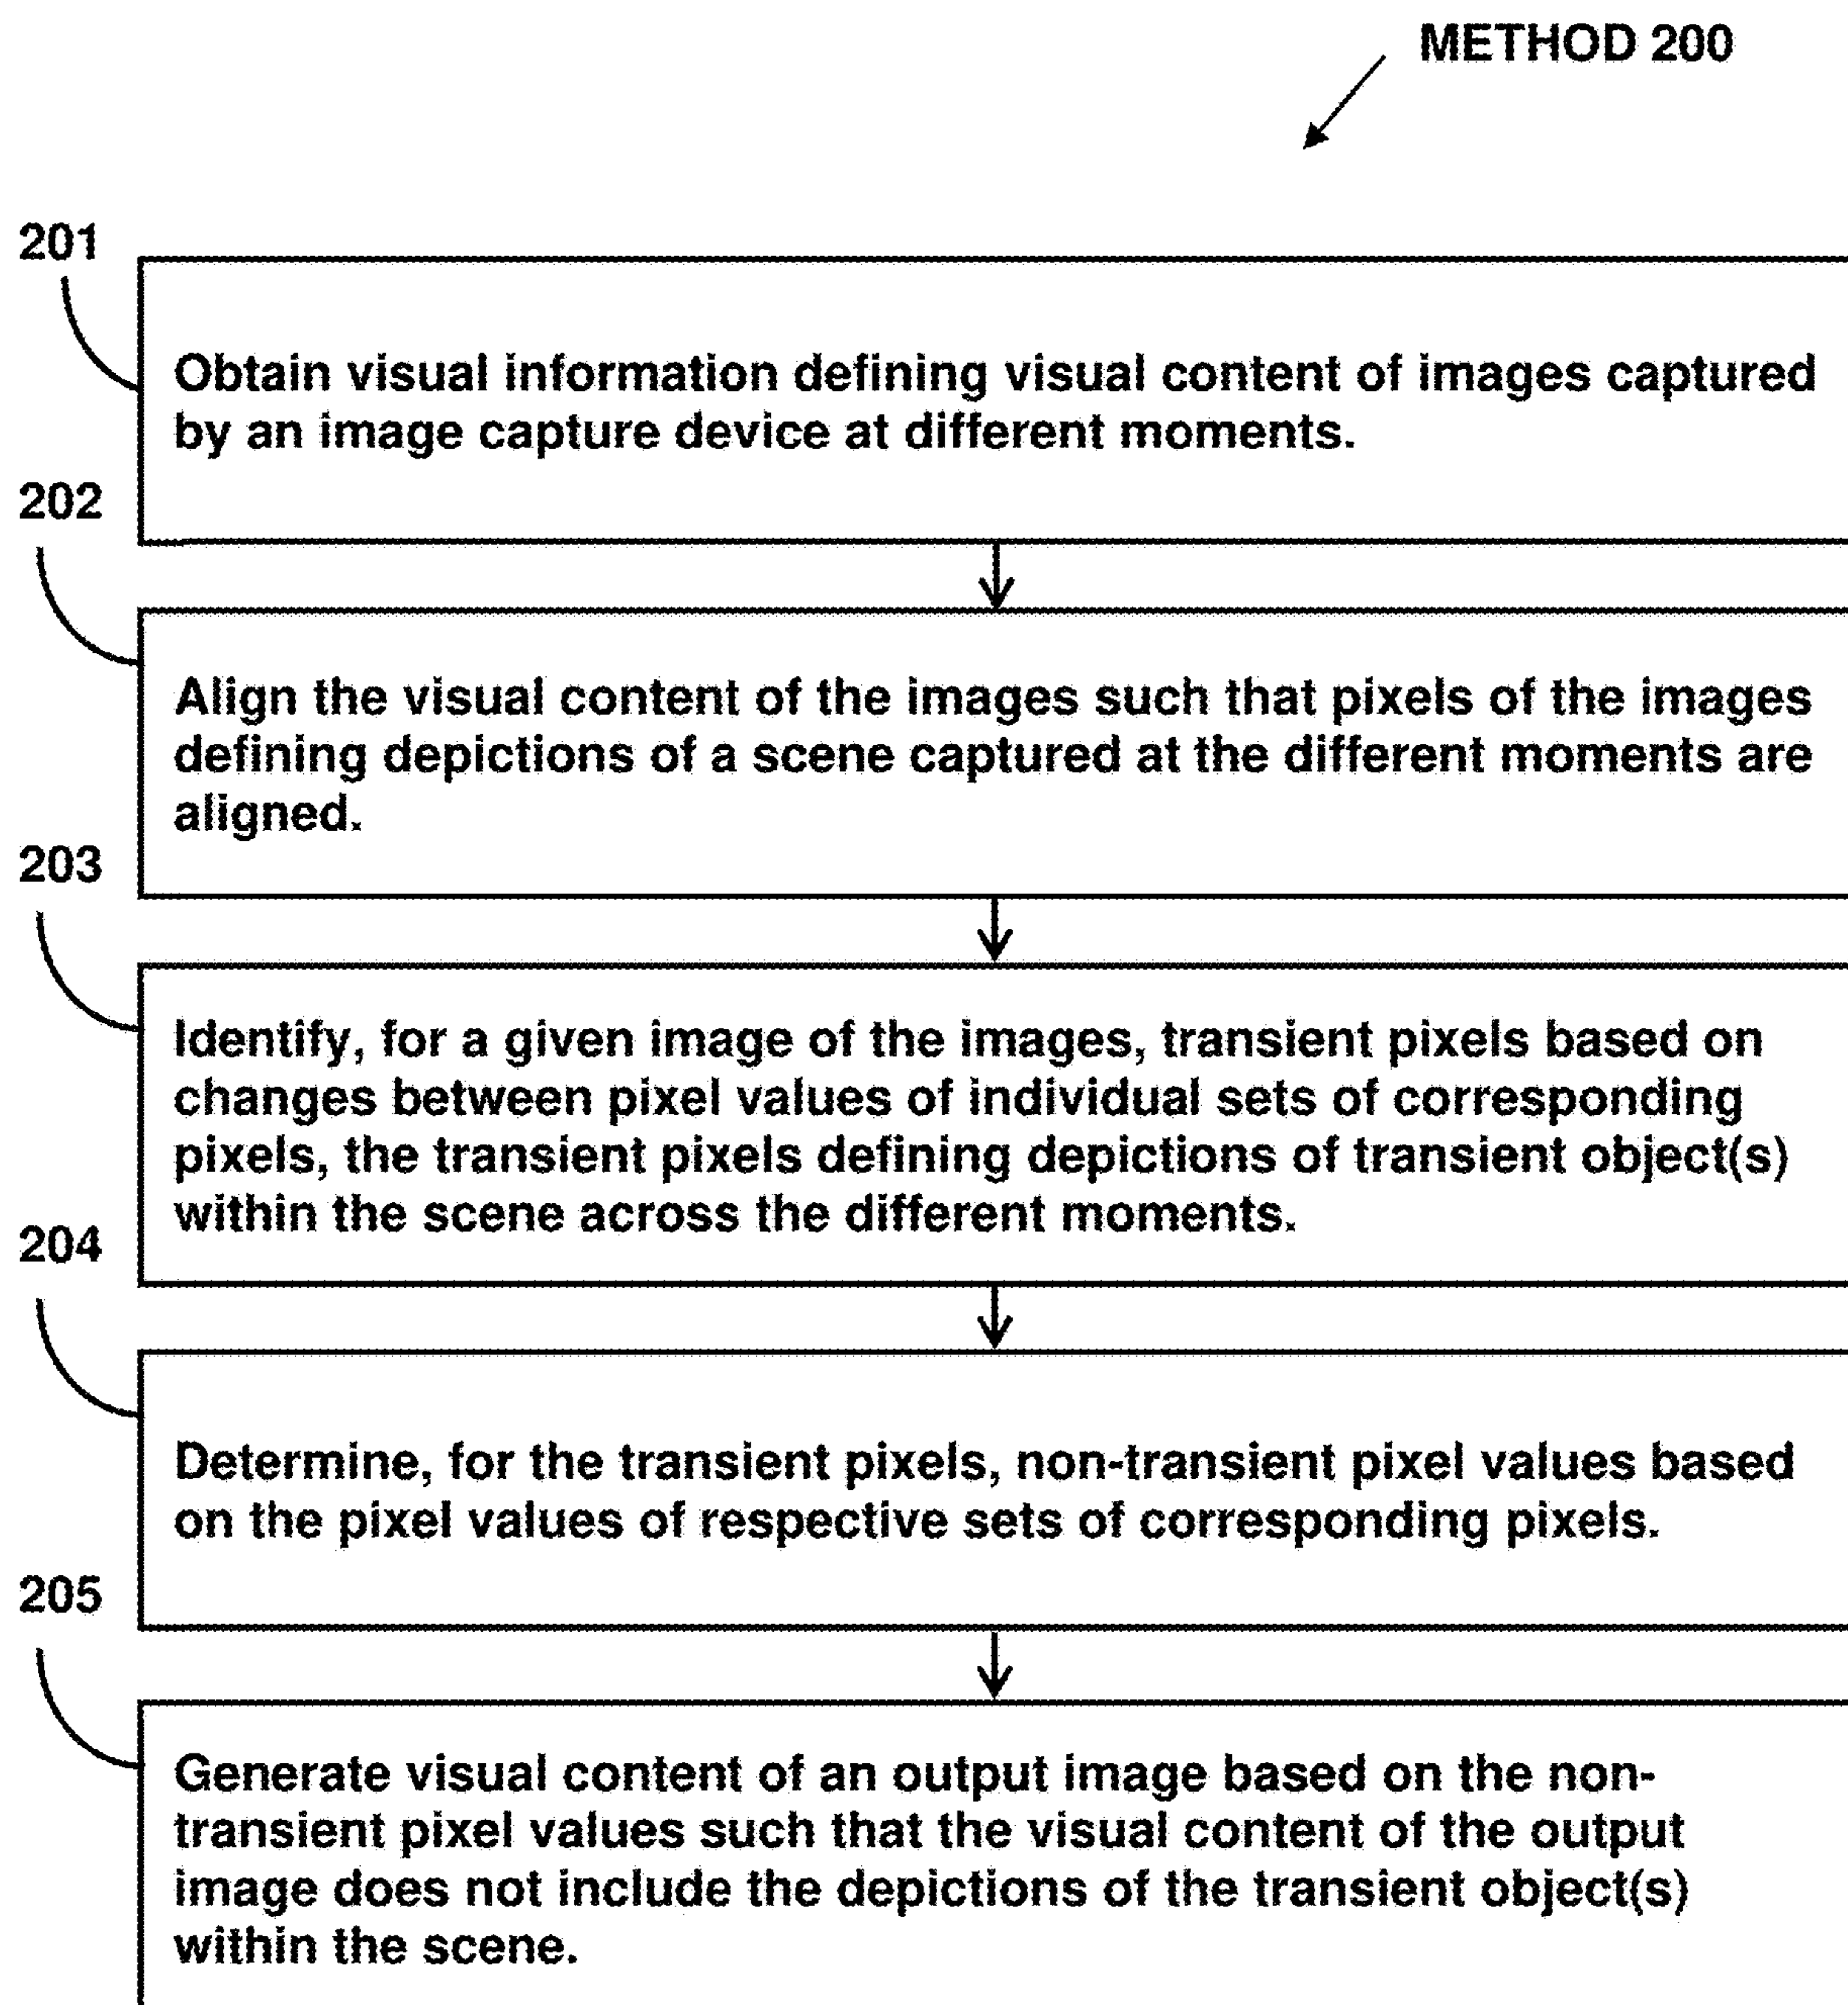 METHOD 200
201
Obtain visual information defining visual content of images captured
by an image capture device at different moments.
202
Align the visual content of the images such that pixels of the images
defining depictions of a scene captured at the different moments are
aligned.
203
Identify, for a given image of the images, transient pixels based on
changes between pixel values of individual sets of corresponding
pixels, the transient pixels defining depictions of transient object(s)
within the scene across the different moments.
204
Determine, for the transient pixels, non-transient pixel values based
on the pixel values of respective sets of corresponding pixels.
205
Generate visual content of an output image based on the non-
transient pixel values such that the visual content of the output
image does not include the depictions of the transient object(s)
within the scene.